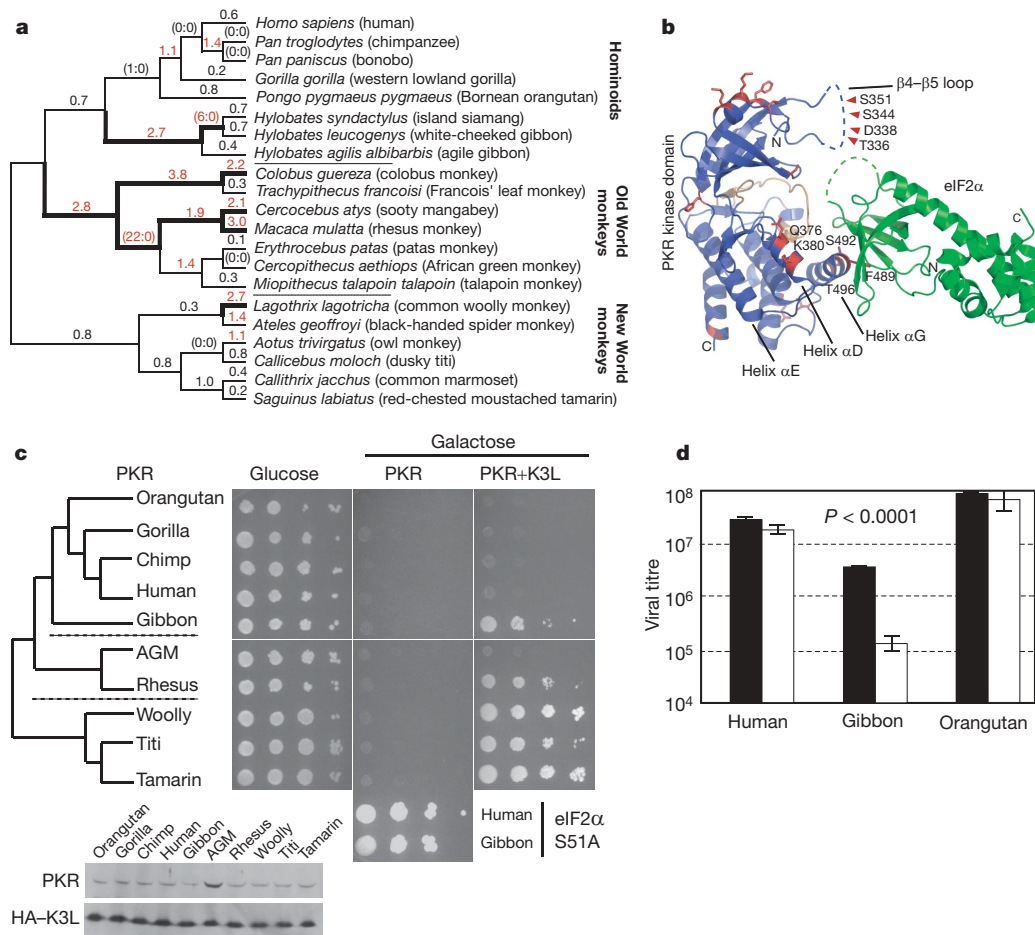 a
0.6
Homo sapiens (human)
(0:0)
(0:0)
1.1
1.4
Pan troglodytes (chimpanzee)
(0:0)
Pan paniscus (bonobo)
(1:0)
0.2
Gorilla gorilla (western lowland gorilla)
0.7
0.8
Pongo pygmaeus pygmaeus (Bornean orangutan)
(6:0)
0.7
Hylobates syndactylus (island siamang)
2.7
0.7
Hylobates leucogenys (white-cheeked gibbon)
0.4
Hylobates agilis albibarbis (agile gibbon)
2.2
3.8
Colobus guereza (colobus monkey)
0.3
Trachypithecus francoisi (Francois' leaf monkey)
2.8
2.1
1.9
Cercocebus atys (sooty mangabey)
3.0
Macaca mulatta (rhesus monkey)
(22:0)
0.1
Erythrocebus patas (patas monkey)
1.4
(0:0)
Cercopithecus aethiops (African green monkey)
0.3
Miopithecus talapoin talapoin (talapoin monkey)
2.7
0.3
Lagothrix lagotricha (common woolly monkey)
1.4
Ateles geoffroyi (black-handed spider monkey)
0.8
1.1
(0:0)
Aotus trivirgatus (owl monkey)
0.8
Callicebus moloch (dusky titi)
0.8
0.4
1.0
Callithrix jacchus (common marmoset)
0.2
Saguinus labiatus (red-chested moustached tamarin)
Hominoids
Old World
monkeys
New World
monkeys
b
β4–β5 loop
S351
S344
D338
T336
N
eIF2α
PKR kinase domain
C
Q376
K380
S492
F489
N
T496
C
Helix αG
Helix αD
Helix αE
c
Galactose
PKR
Glucose
PKR
PKR+K3L
Orangutan
Gorilla
Chimp
Human
Gibbon
AGM
Rhesus
Woolly
Titi
Tamarin
Human
Gibbon
eIF2α
S51A
Orangutan
Gorilla
Chimp
Human
Gibbon
AGM
Rhesus
Woolly
Titi
Tamarin
PKR
HA–K3L
d
10⁸
P < 0.0001
10⁷
10⁶
10⁵
10⁴
Viral titre
Human
Gibbon
Orangutan